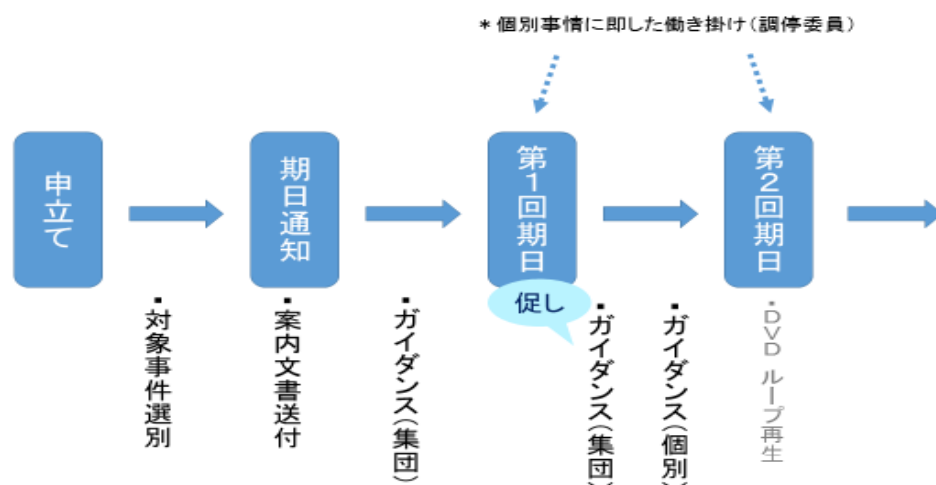 *個別事情に即した働き掛け(調停委員)
申立て
期日通知
第1回期日
第2回期日
促し
・対象事件選別
・案内文書送付
・ガイダンス(集団)
・ガイダンス(集団)
・ガイダンス(個別)
・DVD ループ再生